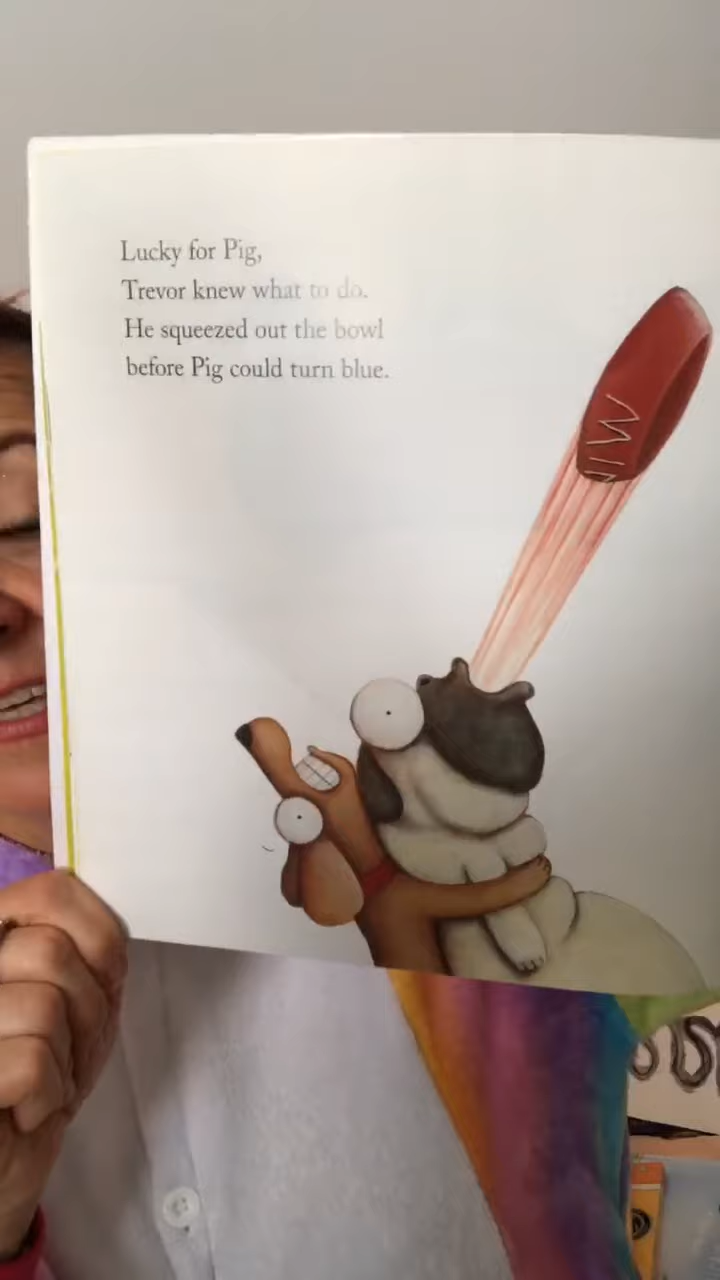 Lucky for Pig,
Trevor knew what to do.
He squeezed out the bowl
before Pig could turn blue.